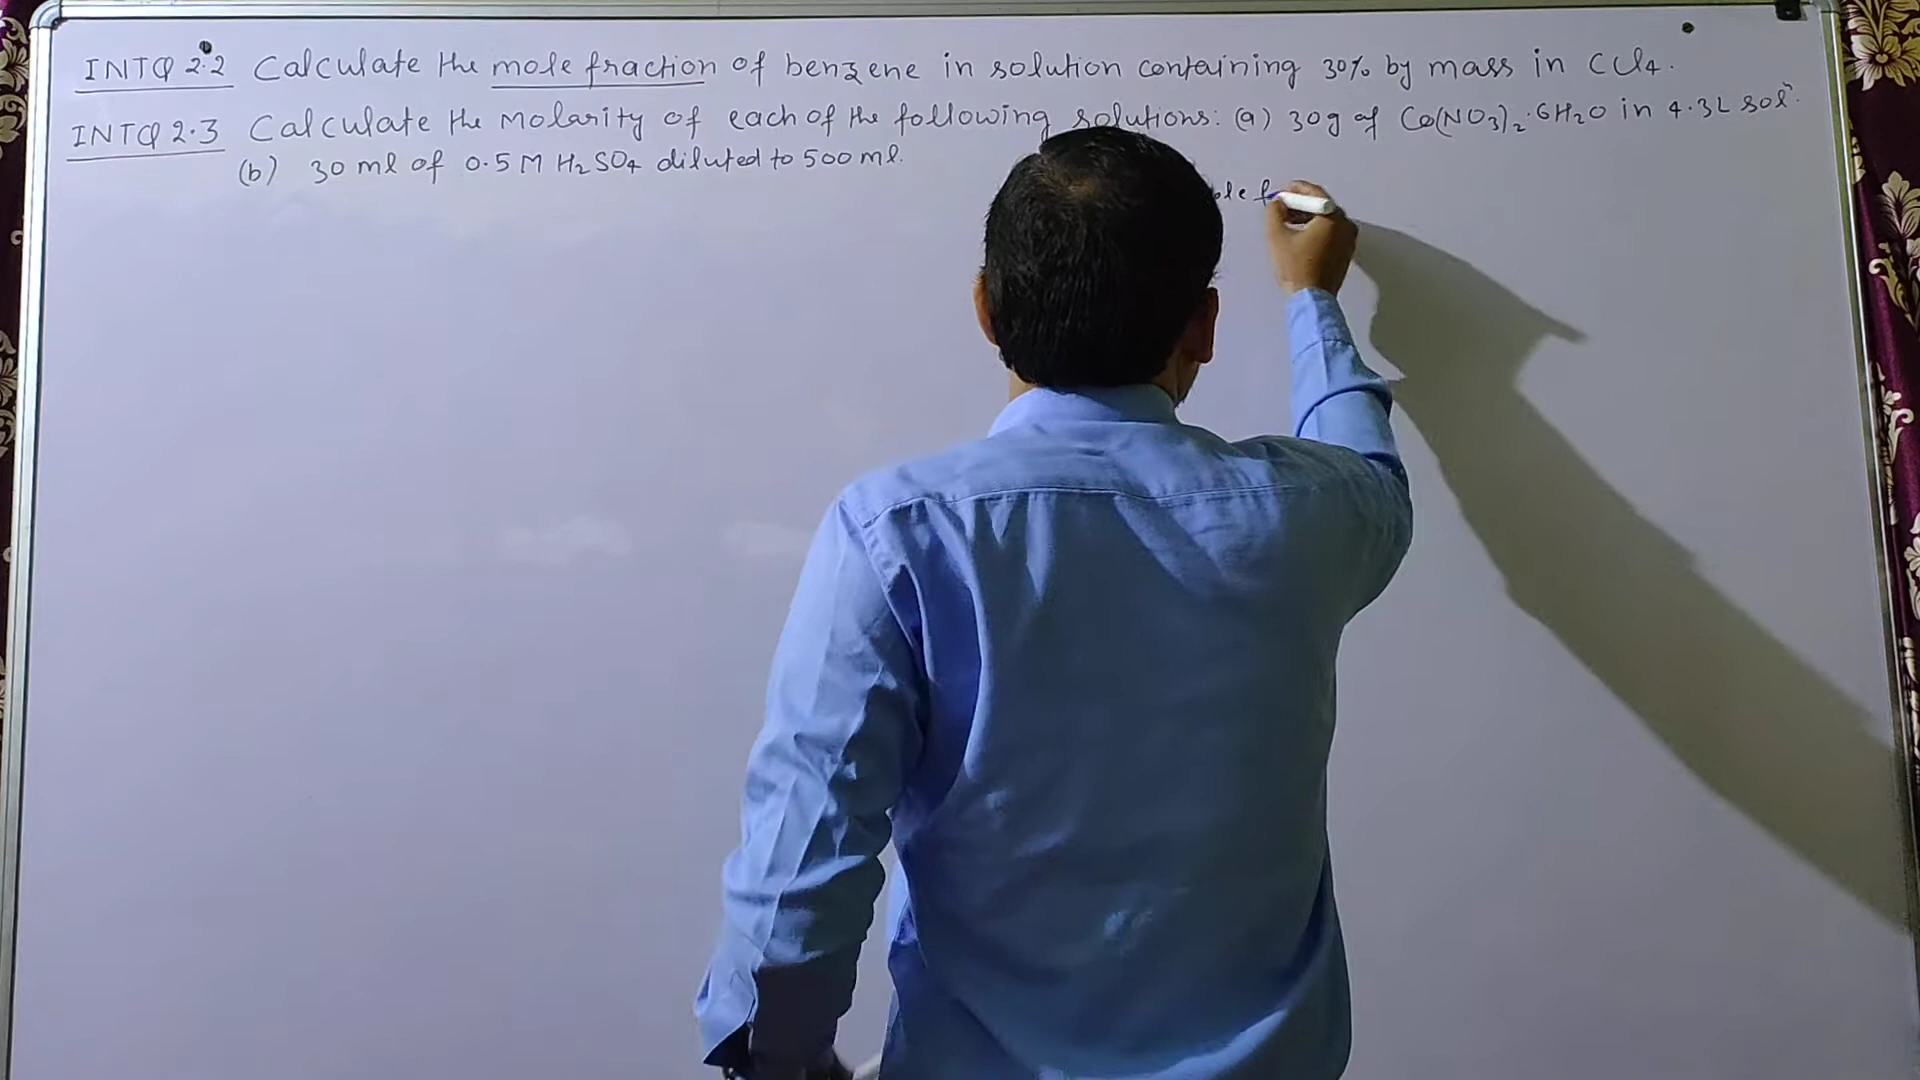 INTQ 2.2 Calculate the mole fraction of benzene in solution containing 30% by mass in CCl4.
INTQ 2.3 Calculate the Molarity of each of the following solutions: (a) 30g of Co(NO3)2·6H2O in 4.3L solⁿ.
(b) 30 ml of 0.5 M H2SO4 diluted to 500 ml.